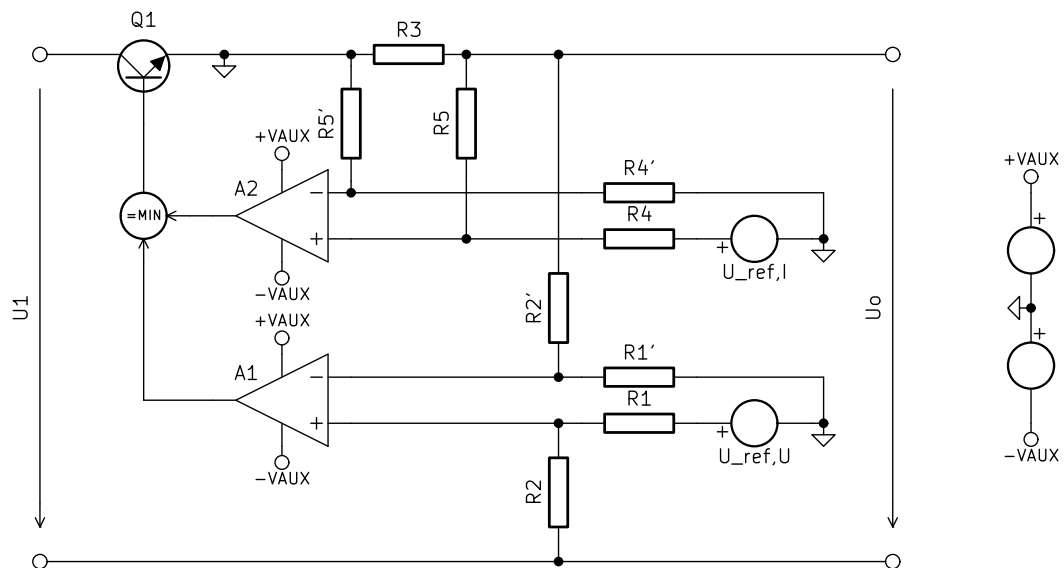 Q1
R3
R5'
R5
+VAUX
A2
−
+
=MIN
−VAUX
R4'
R4
+
U_ref,I
+VAUX
+
+
−VAUX
U1
Uo
R2'
+VAUX
A1
−
+
−VAUX
R1'
R1
+
U_ref,U
R2